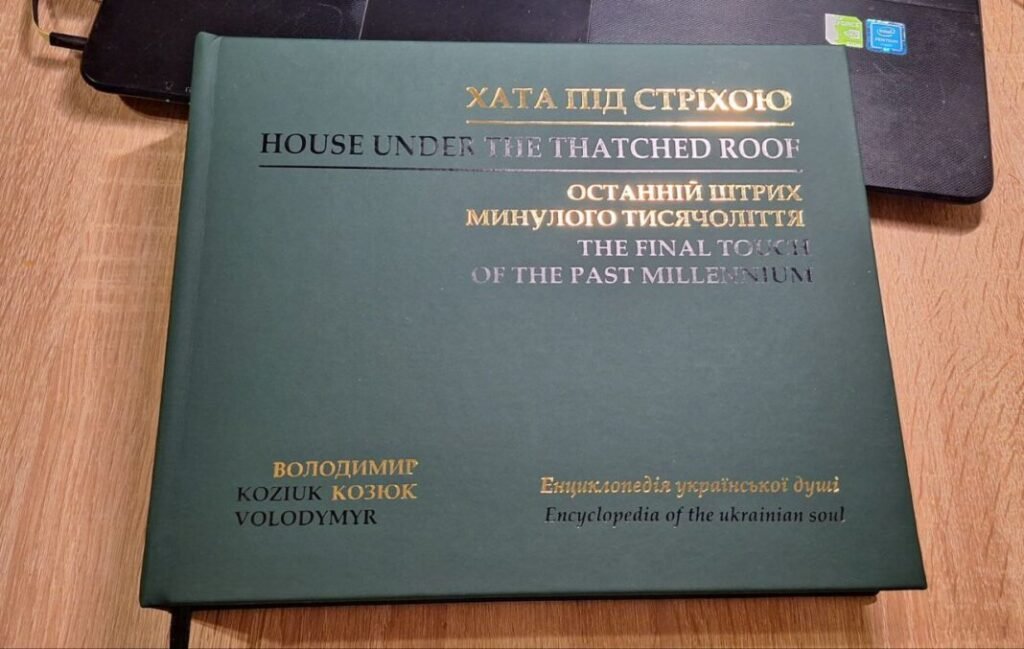 ХАТА ПІД СТРІХОЮ
HOUSE UNDER THE THATCHED ROOF
ОСТАННІЙ ШТРИХ
МИНУЛОГО ТИСЯЧОЛІТТЯ
THE FINAL TOUCH
OF THE PAST MILLENNIUM
ВОЛОДИМИР
KOZIUK КОЗЮК
VOLODYMYR
Енциклопедія української душі
Encyclopedia of the ukrainian soul